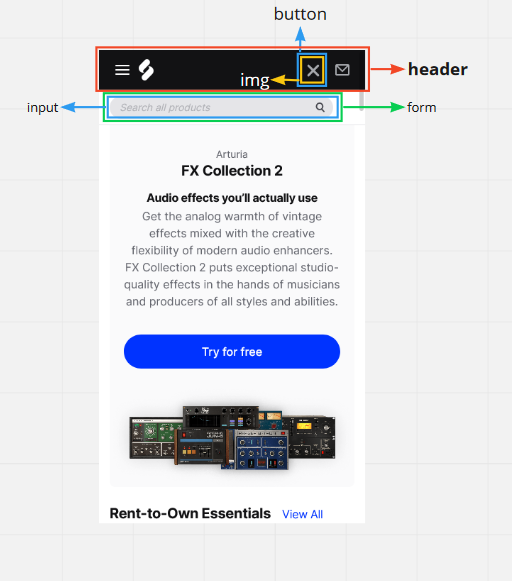 button
img
header
input
Search all products
form
Arturia
FX Collection 2
Audio effects you'll actually use
Get the analog warmth of vintage
effects mixed with the creative
flexibility of modern audio enhancers.
FX Collection 2 puts exceptional studio-
quality effects in the hands of musicians
and producers of all styles and abilities.
Try for free
Rent-to-Own Essentials View All